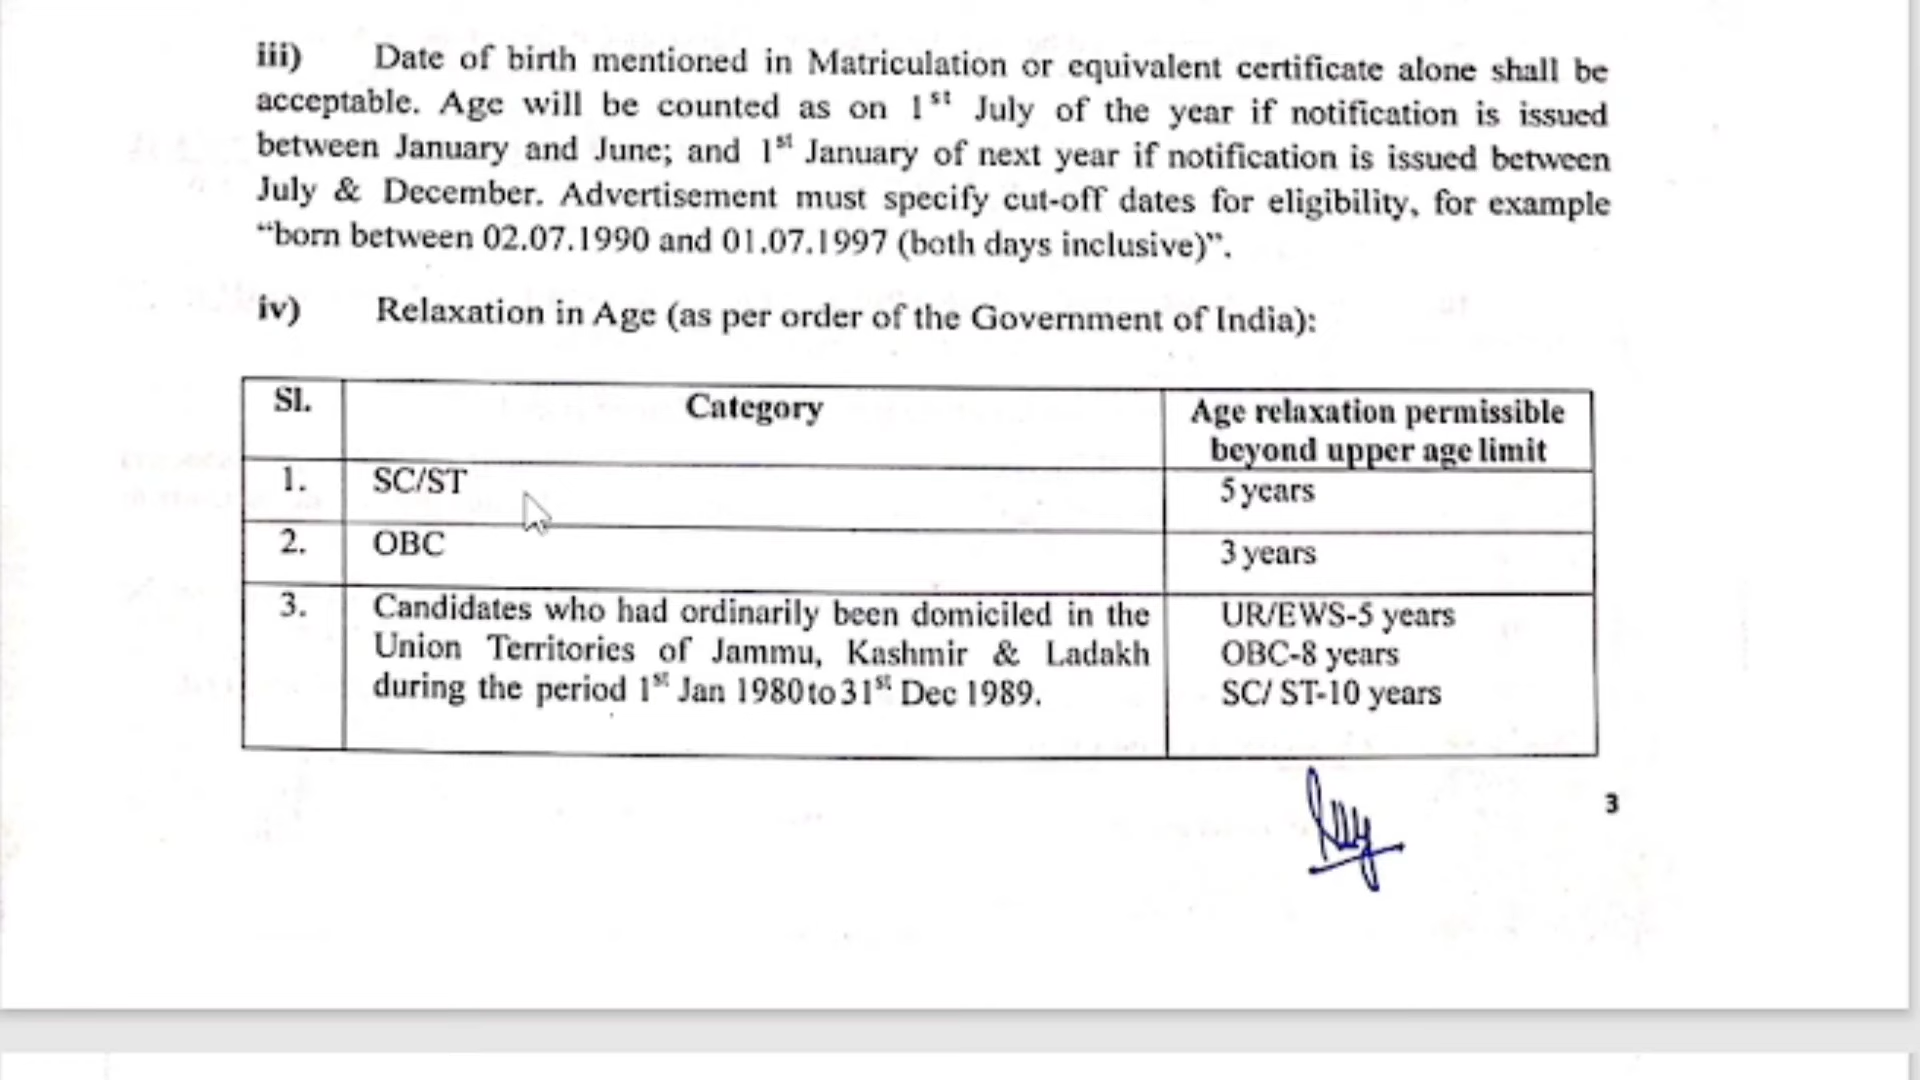 iii) Date of birth mentioned in Matriculation or equivalent certificate alone shall be
acceptable. Age will be counted as on 1st July of the year if notification is issued
between January and June; and 1st January of next year if notification is issued between
July & December. Advertisement must specify cut-off dates for eligibility, for example
“born between 02.07.1990 and 01.07.1997 (both days inclusive)”.
iv) Relaxation in Age (as per order of the Government of India):
Sl. Category Age relaxation permissible
beyond upper age limit
1. SC/ST 5 years
2. OBC 3 years
3. Candidates who had ordinarily been domiciled in the UR/EWS-5 years
Union Territories of Jammu, Kashmir & Ladakh OBC-8 years
during the period 1st Jan 1980 to 31st Dec 1989. SC/ ST-10 years
3